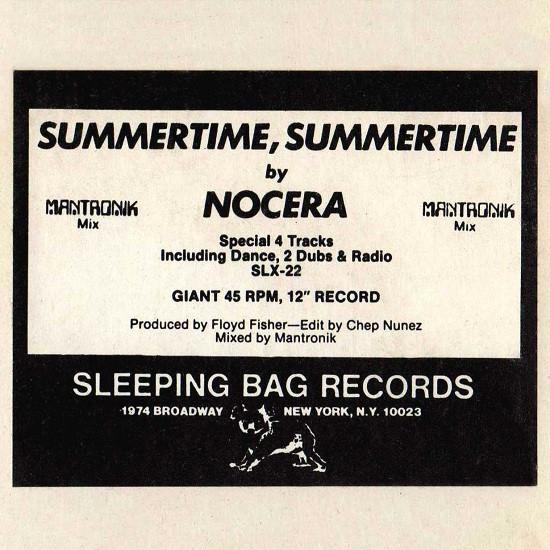 SUMMERTIME, SUMMERTIME
by
NOCERA
MANTRONIK
Mix
MANTRONIK
Mix
Special 4 Tracks
Including Dance, 2 Dubs & Radio
SLX-22
GIANT 45 RPM, 12" RECORD
Produced by Floyd Fisher—Edit by Chep Nunez
Mixed by Mantronik
SLEEPING BAG RECORDS
1974 BROADWAY NEW YORK, N.Y. 10023